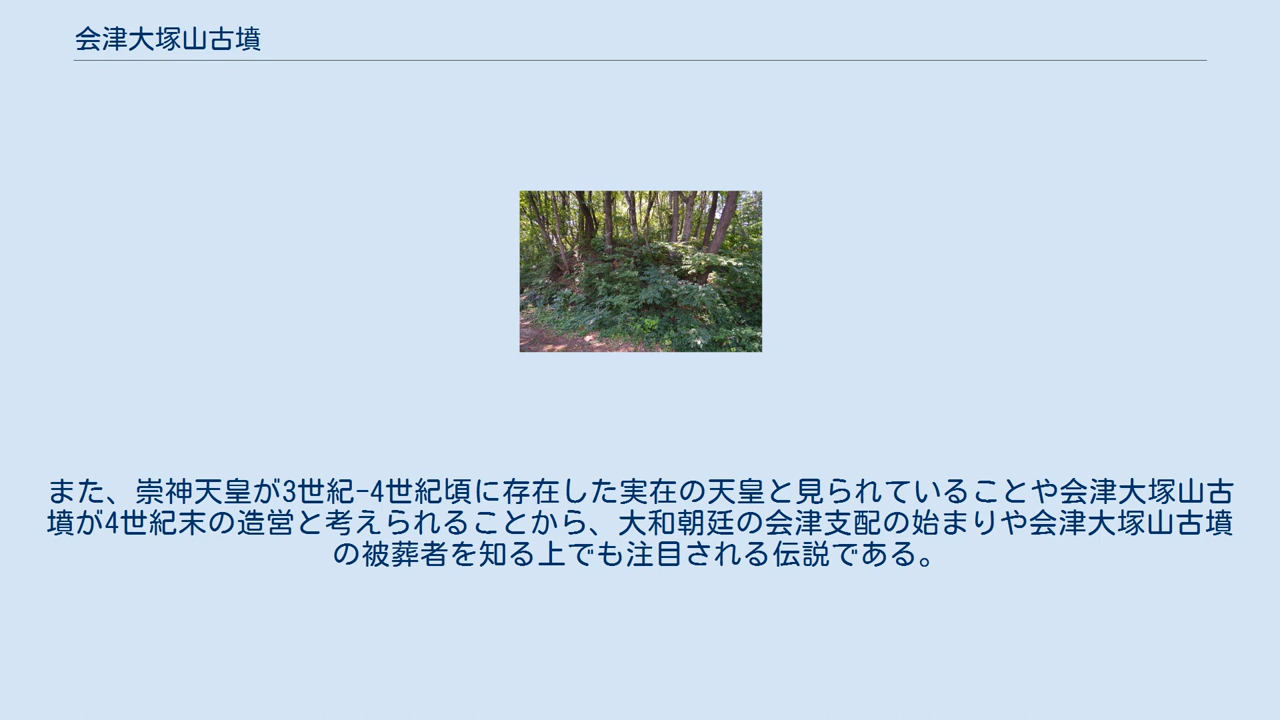 会津大塚山古墳
また、崇神天皇が3世紀-4世紀頃に存在した実在の天皇と見られていることや会津大塚山古
墳が4世紀末の造営と考えられることから、大和朝廷の会津支配の始まりや会津大塚山古墳
の被葬者を知る上でも注目される伝説である。